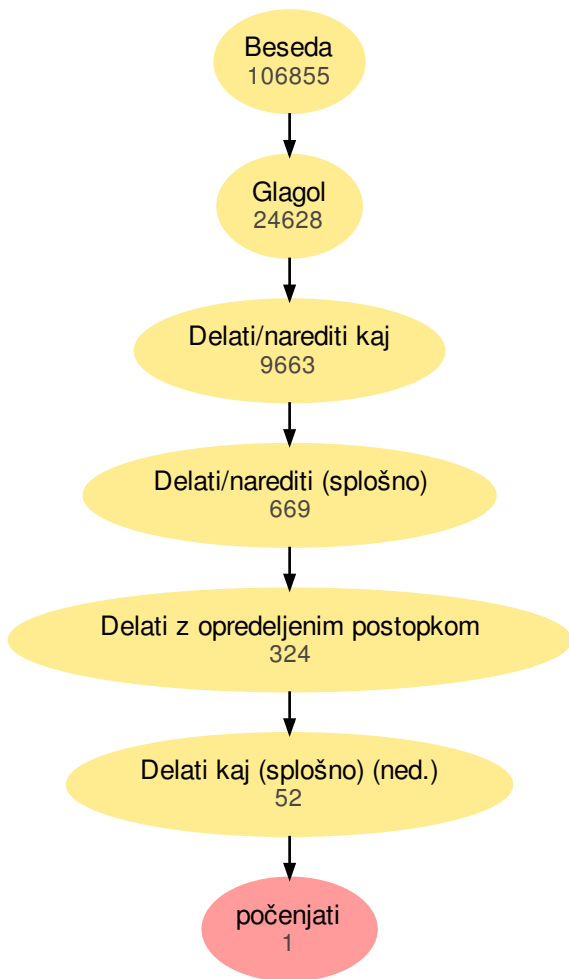 Beseda
106855
Glagol
24628
Delati/narediti kaj
9663
Delati/narediti (splošno)
669
Delati z opredeljenim postopkom
324
Delati kaj (splošno) (ned.)
52
počenjati
1